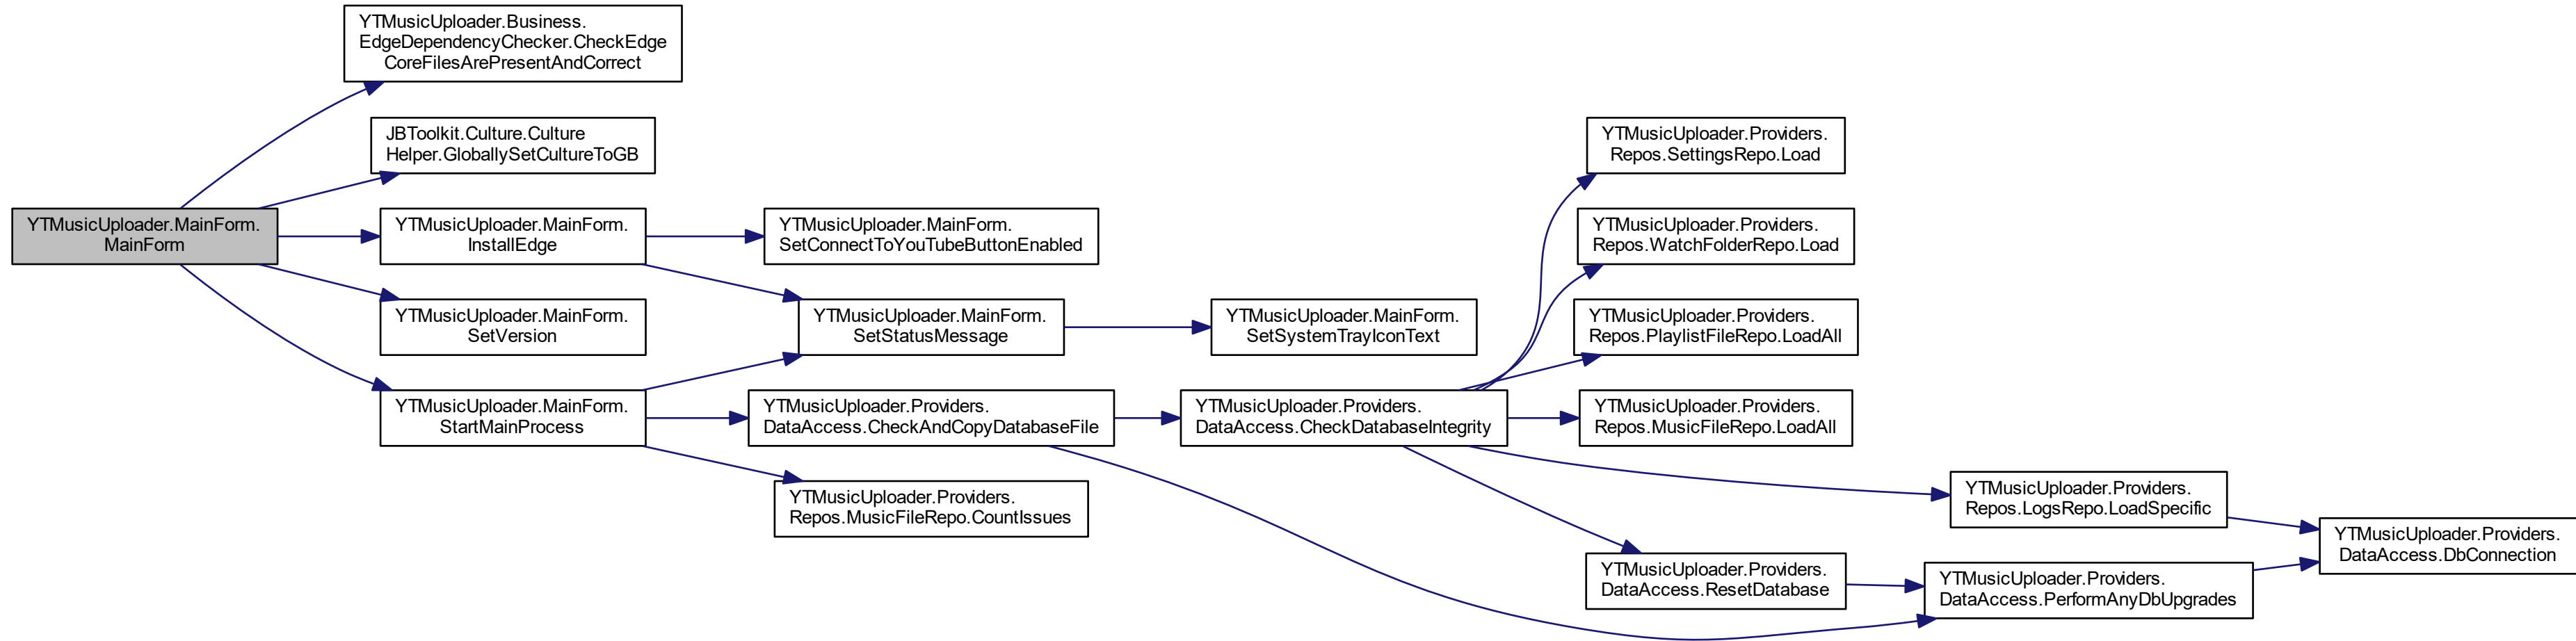 YTMusicUploader.MainForm.
MainForm
YTMusicUploader.Business.
EdgeDependencyChecker.CheckEdge
CoreFilesArePresentAndCorrect
JBToolkit.Culture.Culture
Helper.GloballySetCultureToGB
YTMusicUploader.MainForm.
InstallEdge
YTMusicUploader.MainForm.
SetVersion
YTMusicUploader.MainForm.
StartMainProcess
YTMusicUploader.MainForm.
SetConnectToYouTubeButtonEnabled
YTMusicUploader.MainForm.
SetStatusMessage
YTMusicUploader.Providers.
DataAccess.CheckAndCopyDatabaseFile
YTMusicUploader.Providers.
Repos.MusicFileRepo.CountIssues
YTMusicUploader.MainForm.
SetSystemTrayIconText
YTMusicUploader.Providers.
DataAccess.CheckDatabaseIntegrity
YTMusicUploader.Providers.
Repos.SettingsRepo.Load
YTMusicUploader.Providers.
Repos.WatchFolderRepo.Load
YTMusicUploader.Providers.
Repos.PlaylistFileRepo.LoadAll
YTMusicUploader.Providers.
Repos.MusicFileRepo.LoadAll
YTMusicUploader.Providers.
DataAccess.ResetDatabase
YTMusicUploader.Providers.
Repos.LogsRepo.LoadSpecific
YTMusicUploader.Providers.
DataAccess.PerformAnyDbUpgrades
YTMusicUploader.Providers.
DataAccess.DbConnection